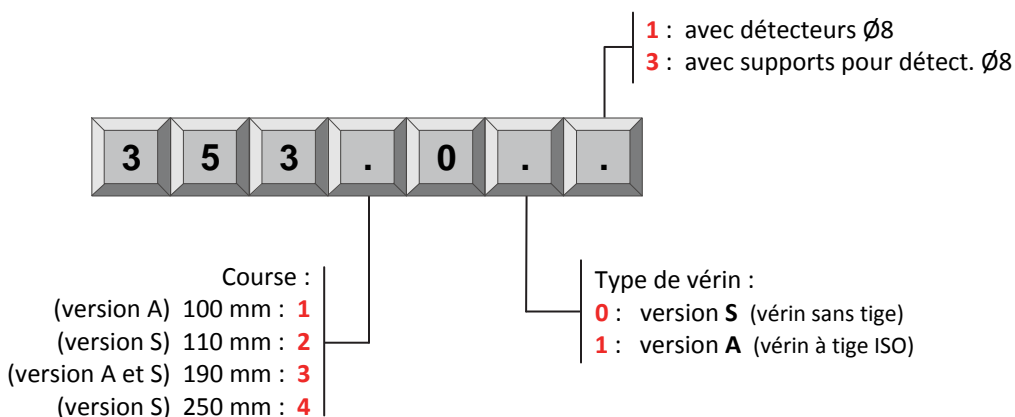 1 : avec détecteurs Ø8
3 : avec supports pour détect. Ø8
3 5 3 . 0 . .
Course :
(version A) 100 mm : 1
(version S) 110 mm : 2
(version A et S) 190 mm : 3
(version S) 250 mm : 4
Type de vérin :
0 : version S (vérin sans tige)
1 : version A (vérin à tige ISO)